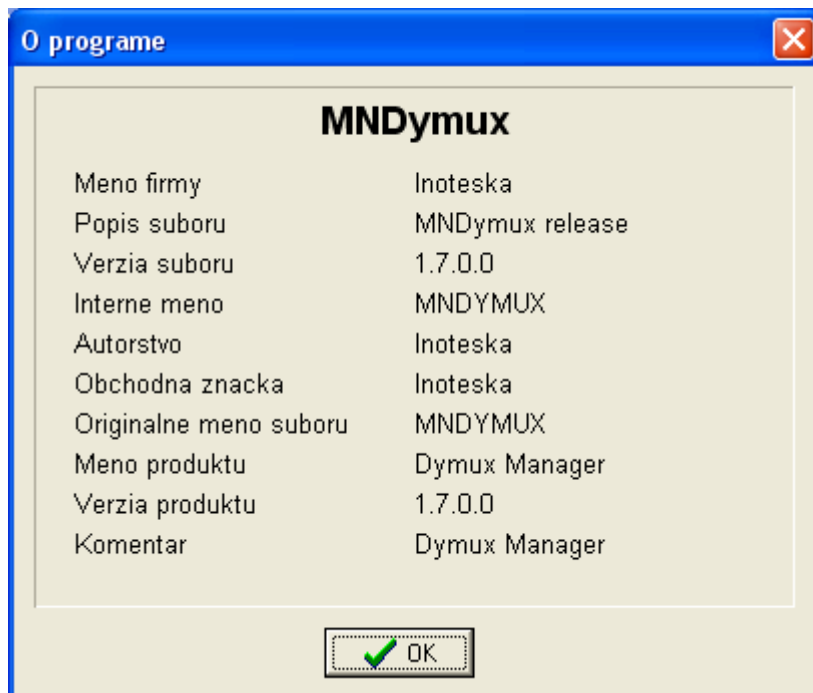 O programe
MNDymux
Meno firmy Inoteska
Popis suboru MNDymux release
Verzia suboru 1.7.0.0
Interne meno MNDYMUX
Autorstvo Inoteska
Obchodna znacka Inoteska
Originalne meno suboru MNDYMUX
Meno produktu Dymux Manager
Verzia produktu 1.7.0.0
Komentar Dymux Manager
OK